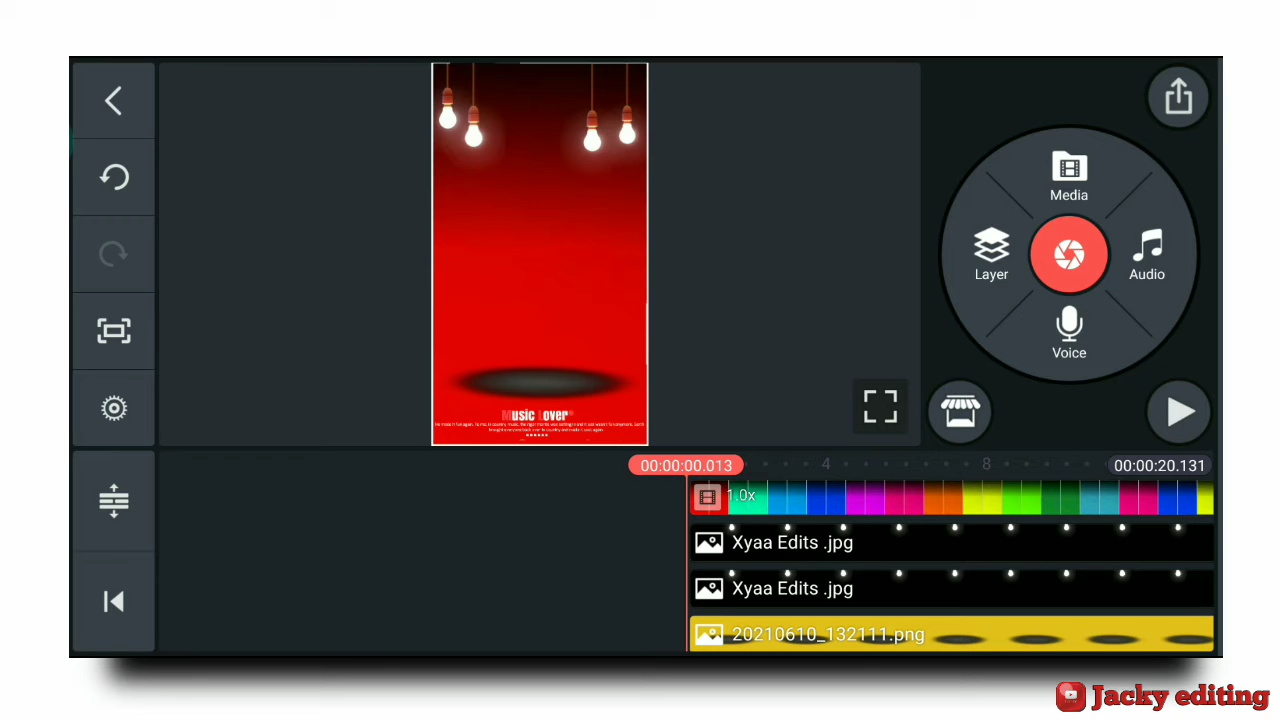 Media
Layer
Audio
Voice
Music Lover
00:00:00.013
4
8
00:00:20.131
1.0x
Xyaa Edits .jpg
Xyaa Edits .jpg
20210610_132111.png
Jacky editing